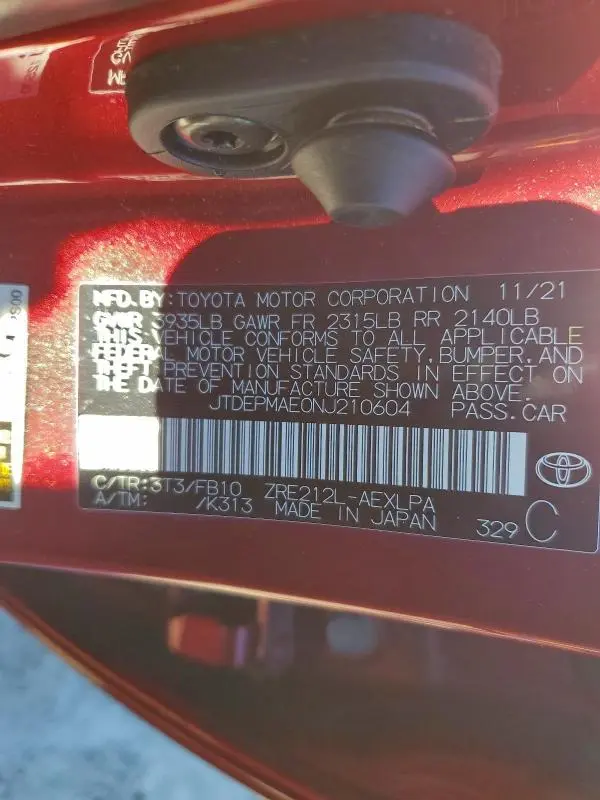 MFD.BY:TOYOTA MOTOR CORPORATION 11/21
GVWR 3935LB GAWR FR 2315LB RR 2140LB
THIS VEHICLE CONFORMS TO ALL APPLICABLE
FEDERAL MOTOR VEHICLE SAFETY,BUMPER,AND
THEFT PREVENTION STANDARDS IN EFFECT ON
THE DATE OF MANUFACTURE SHOWN ABOVE.
JTDEPMAE0NJ210604 PASS.CAR
C/TR:3T3/FB10 ZRE212L-AEXLPA
A/TM: /K313 MADE IN JAPAN 329 C